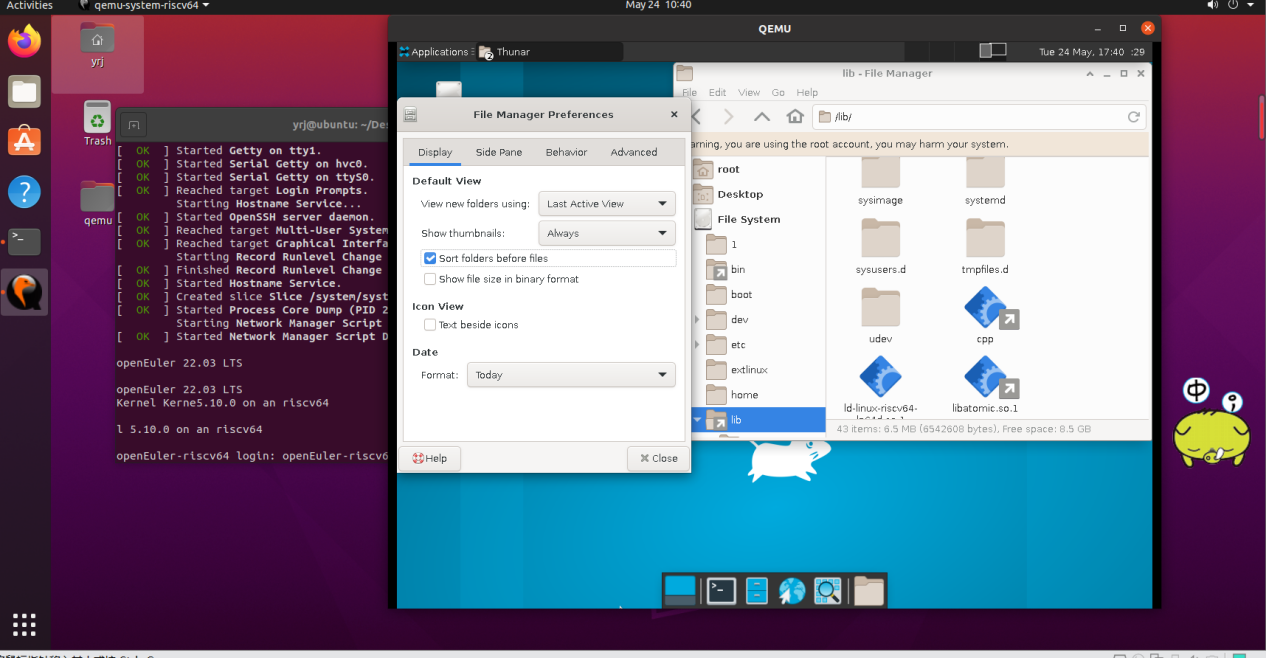 Activities
qemu-system-riscv64
May 24 10:40
yrj
Trash
qemu
yrj@ubuntu: ~/Des
[ OK ] Started Getty on tty1.
[ OK ] Started Serial Getty on hvc0.
[ OK ] Started Serial Getty on ttyS0.
[ OK ] Reached target Login Prompts.
Starting Hostname Service...
[ OK ] Started OpenSSH server daemon.
[ OK ] Reached target Multi-User System
[ OK ] Reached target Graphical Interfa
Starting Record Runlevel Change
[ OK ] Finished Record Runlevel Change
[ OK ] Started Hostname Service.
[ OK ] Created slice Slice /system/syst
[ OK ] Started Process Core Dump (PID 2
Starting Network Manager Script
[ OK ] Started Network Manager Script D
openEuler 22.03 LTS
openEuler 22.03 LTS
Kernel Kerne5.10.0 on an riscv64
l 5.10.0 on an riscv64
openEuler-riscv64 login: openEuler-riscv6
QEMU
Applications
2
Thunar
Tue 24 May, 17:40 :29
File Manager Preferences
Display
Side Pane
Behavior
Advanced
Default View
View new folders using:
Last Active View
Show thumbnails:
Always
Sort folders before files
Show file size in binary format
Icon View
Text beside icons
Date
Format:
Today
Help
Close
lib - File Manager
File Edit View Go Help
/lib/
arning, you are using the root account, you may harm your system.
root
Desktop
File System
1
bin
boot
dev
etc
extlinux
home
lib
sysimage
systemd
sysusers.d
tmpfiles.d
udev
cpp
ld-linux-riscv64-
libatomic.so.1
43 items: 6.5 MB (6542608 bytes), Free space: 8.5 GB
中